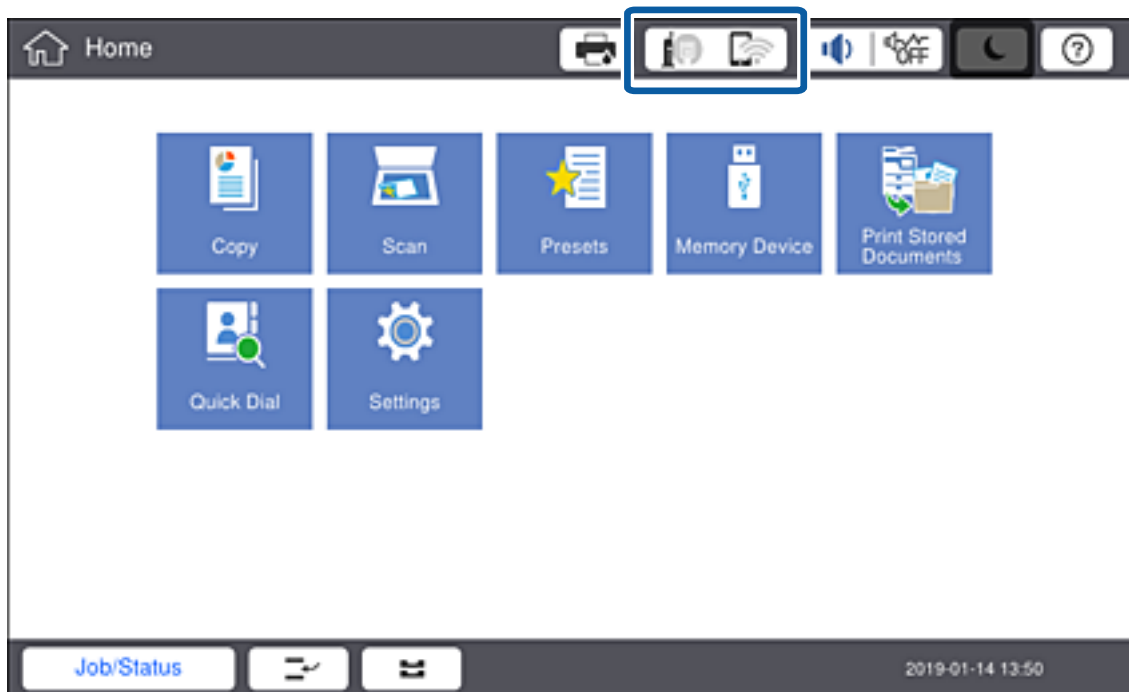 Home
OFF
?
Copy
Scan
Presets
Memory Device
Print Stored
Documents
Quick Dial
Settings
Job/Status
2019-01-14 13:50